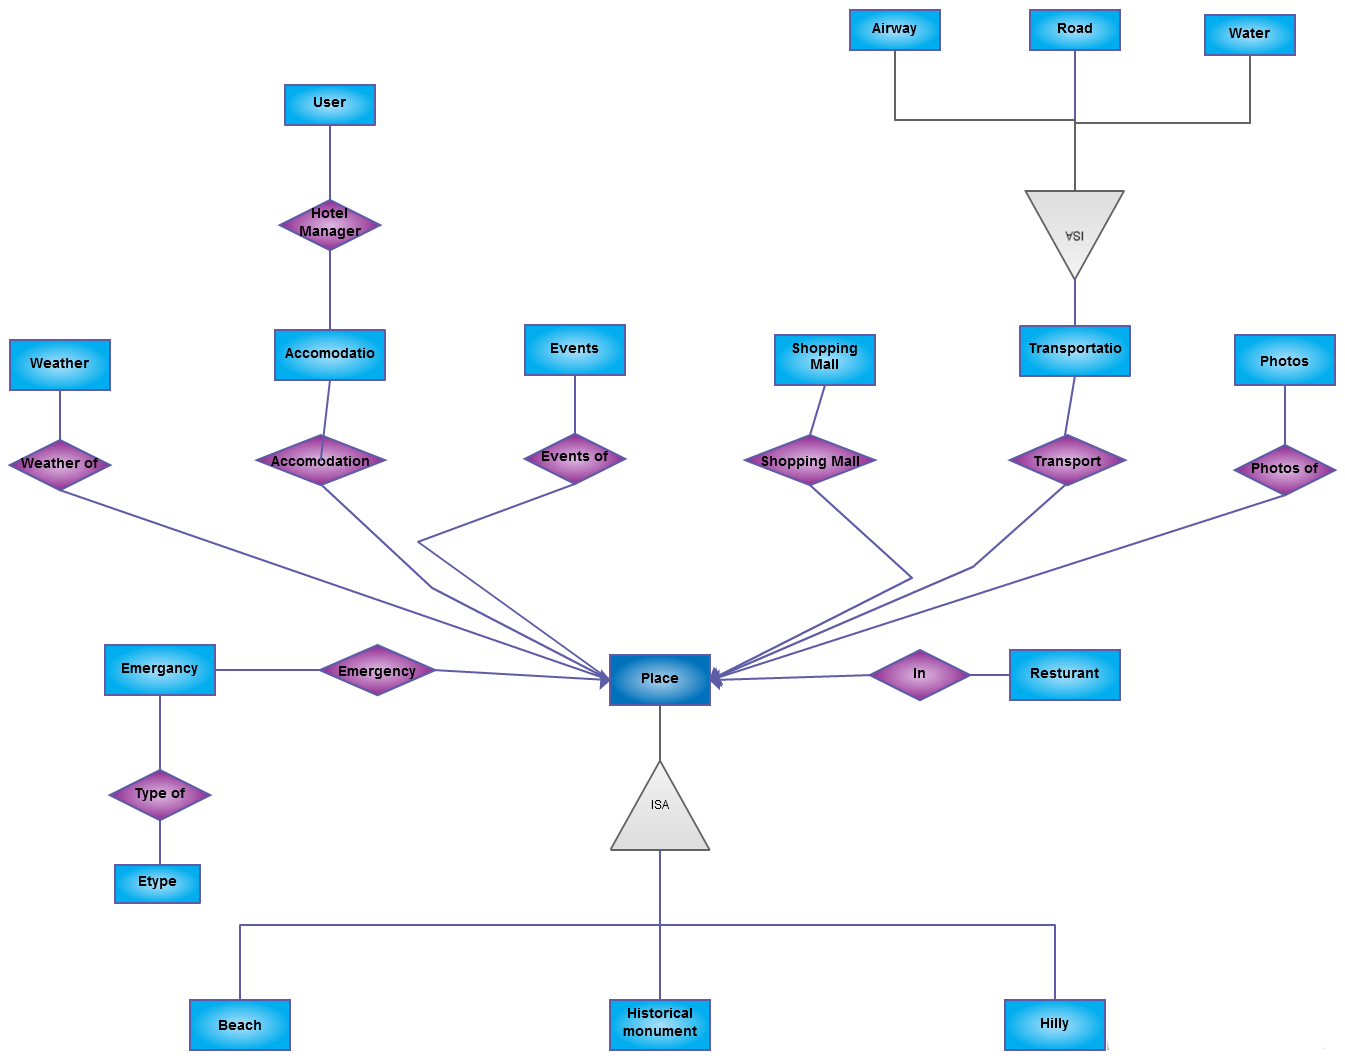 Airway
Road
Water
User
Hotel
Manager
ISA
Weather
Accomodatio
Events
Shopping
Mall
Transportatio
Photos
Weather of
Accomodation
Events of
Shopping Mall
Transport
Photos of
Emergancy
Emergency
Place
In
Resturant
Type of
ISA
Etype
Beach
Historical
monument
Hilly